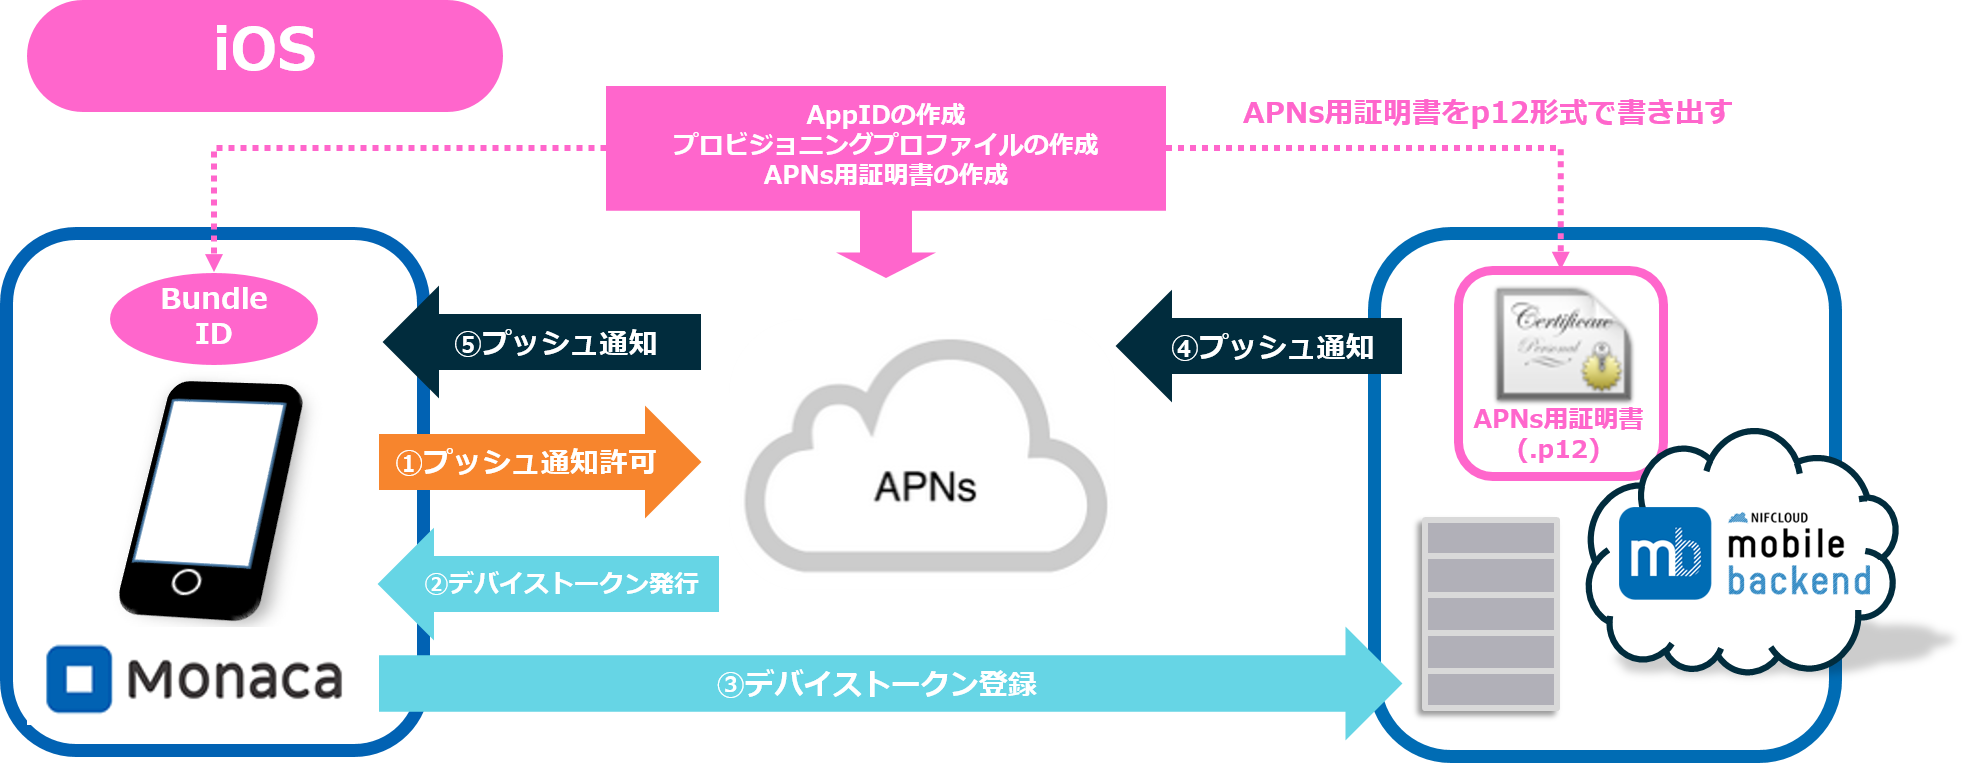 iOS
AppIDの作成
プロビジョニングプロファイルの作成
APNs用証明書の作成
APNs用証明書をp12形式で書き出す
Bundle
ID
⑤プッシュ通知
④プッシュ通知
Certificate
Personal
APNs用証明書
(.p12)
①プッシュ通知許可
APNs
②デバイストークン発行
NIFCLOUD
mb
mobile
backend
Monaca
③デバイストークン登録